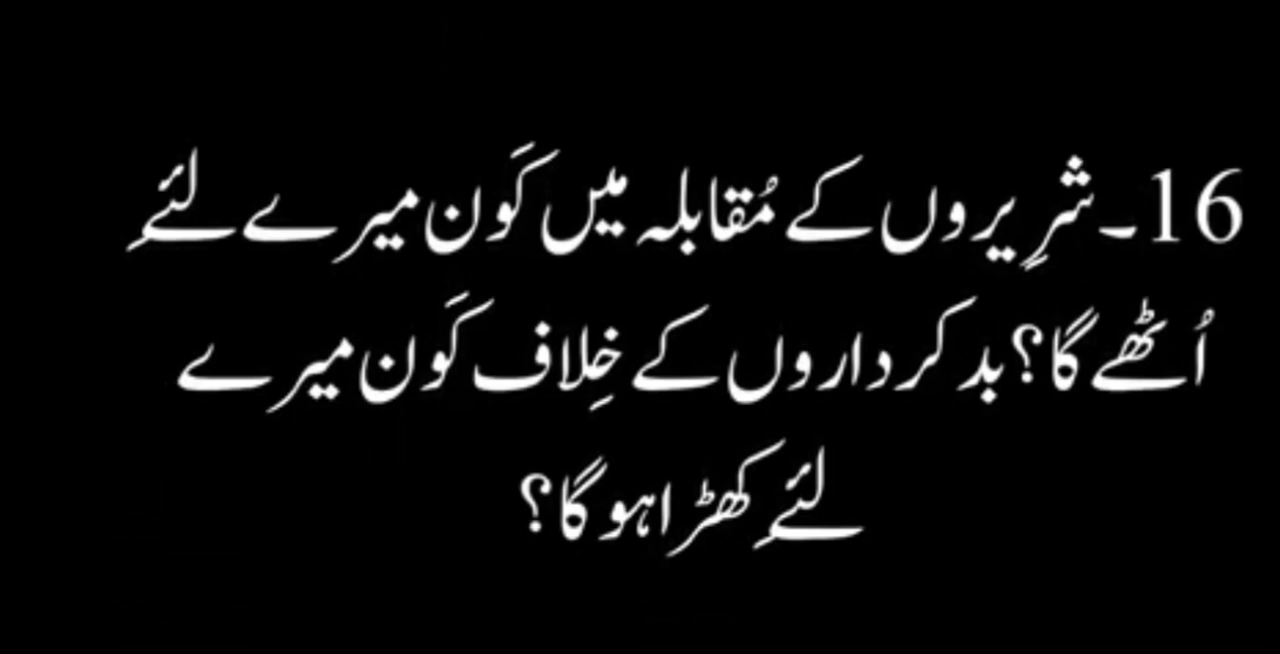 16۔شرِیروں کے مُقابلہ میں کَون میرے لِئے
اُٹھے گا؟ بدکرداروں کے خِلاف کَون میرے
لِئے کھڑا ہو گا؟